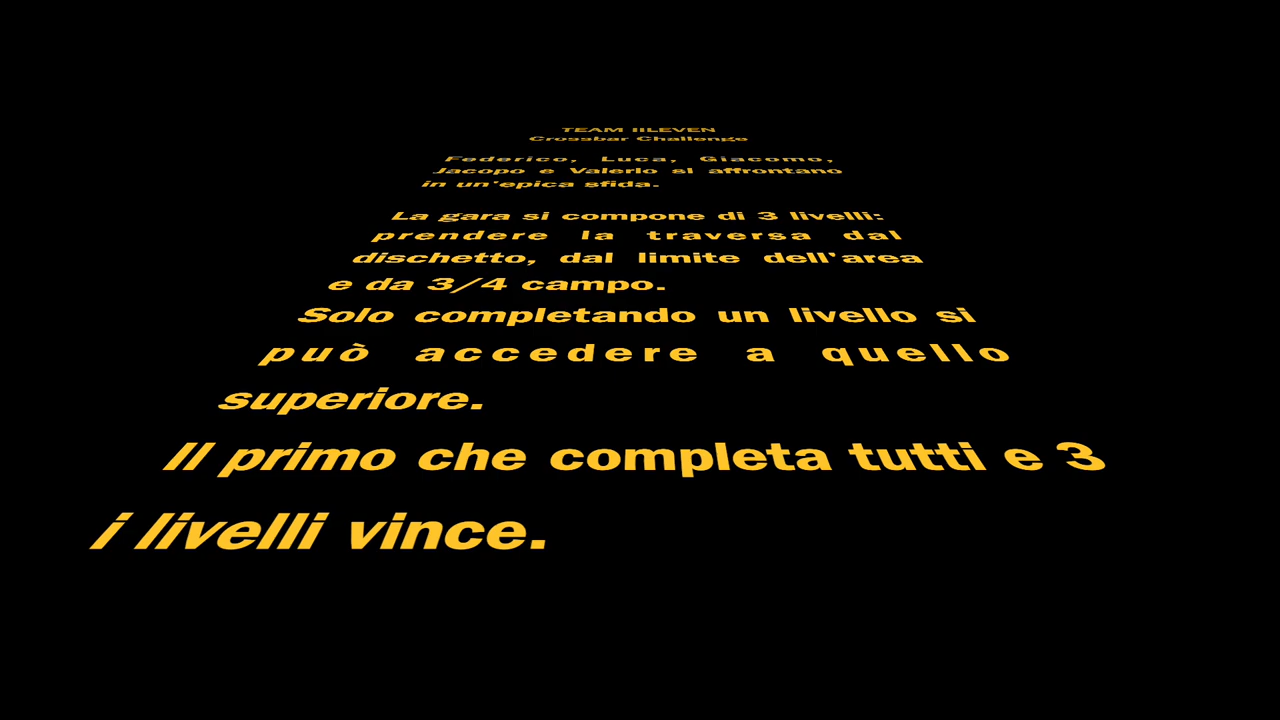 TEAM IILEVEN
Crossbar Challenge
Federico, Luca, Giacomo,
Jacopo e Valerio si affrontano
in un'epica sfida.
La gara si compone di 3 livelli:
prendere la traversa dal
dischetto, dal limite dell'area
e da 3/4 campo.
Solo completando un livello si
può accedere a quello
superiore.
Il primo che completa tutti e 3
i livelli vince.